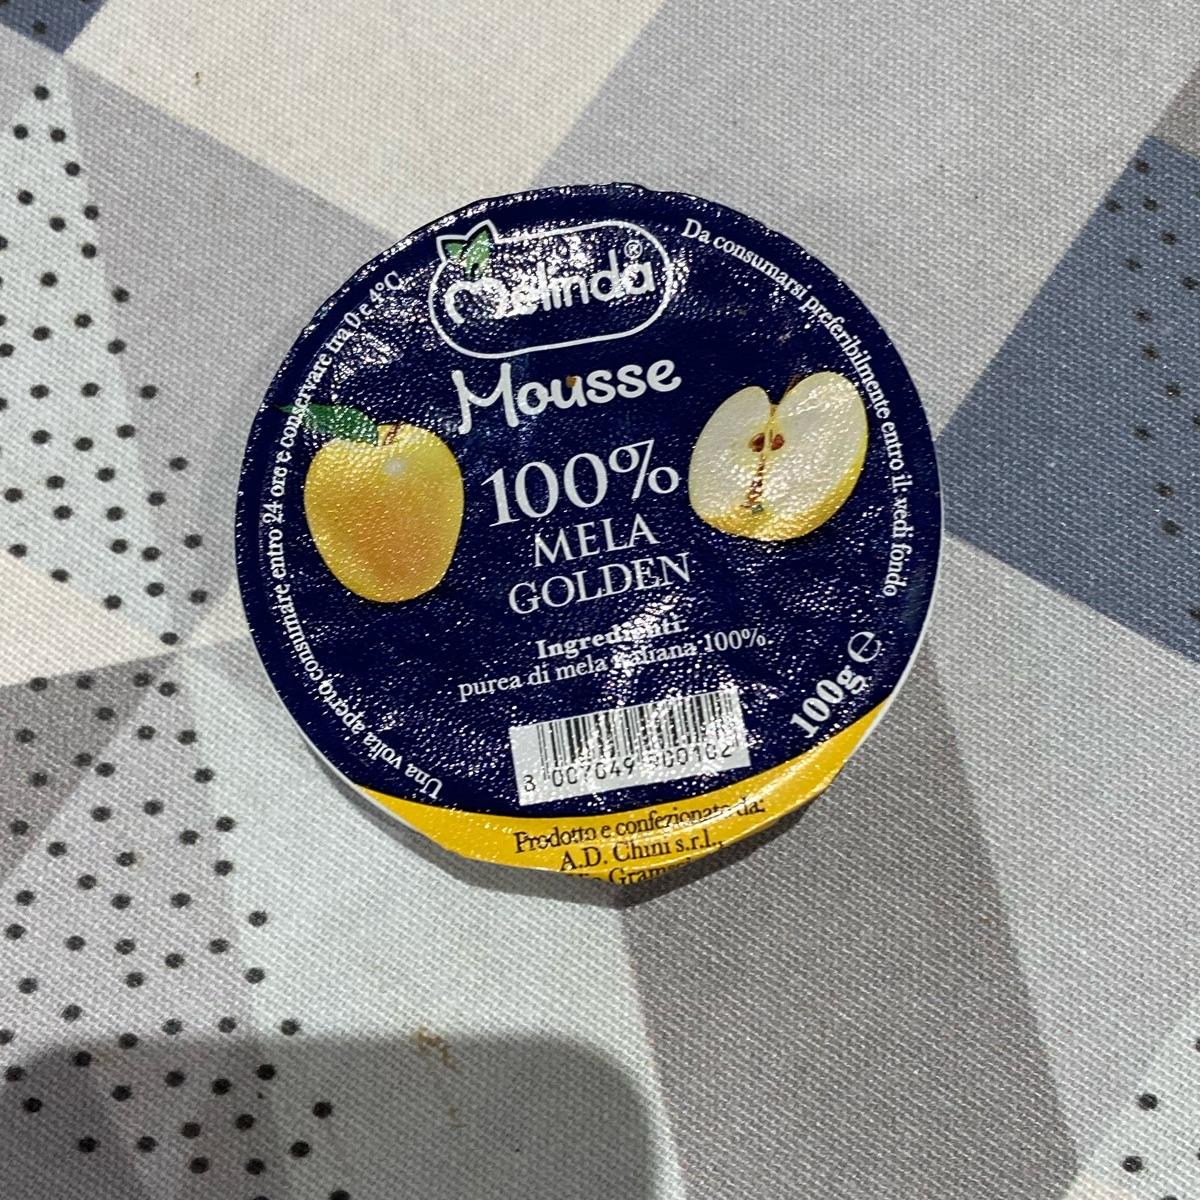 Melinda®
Mousse
100%
MELA
GOLDEN
Ingredienti:
purea di mela italiana 100%.
100g e
Da consumarsi preferibilmente entro il: vedi fondo
Una volta aperto consumare entro 24 ore e conservare tra 0 e 4°C
Prodotto e confezionato da:
A.D. Chini s.r.l.,